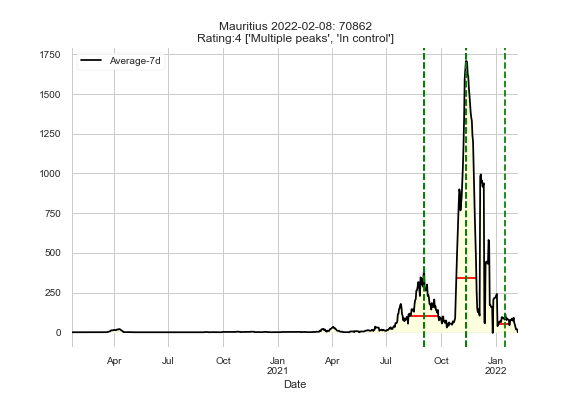 Mauritius 2022-02-08: 70862
Rating:4 ['Multiple peaks', 'In control']
Average-7d
1750
1500
1250
1000
750
500
250
0
Apr Jul Oct Jan Apr Jul Oct Jan
2021 2022
Date